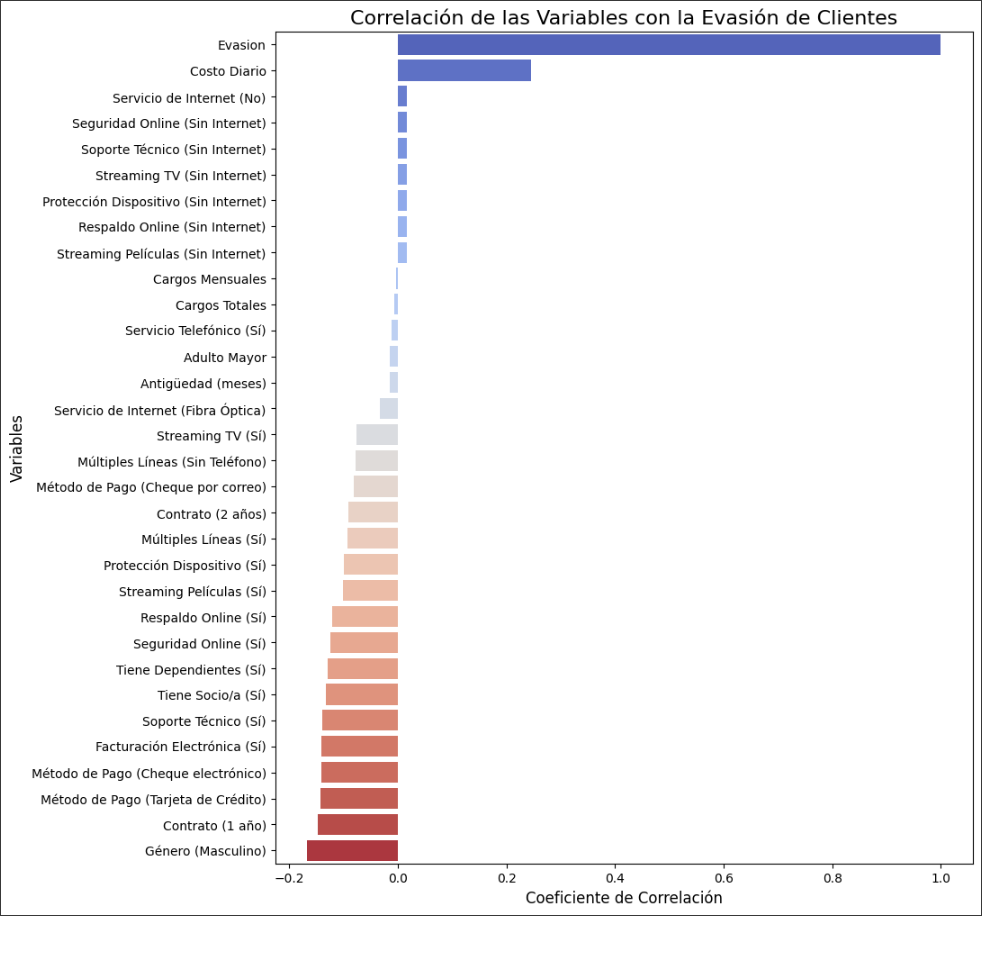 Correlación de las Variables con la Evasión de Clientes
Evasion
Costo Diario
Servicio de Internet (No)
Seguridad Online (Sin Internet)
Soporte Técnico (Sin Internet)
Streaming TV (Sin Internet)
Protección Dispositivo (Sin Internet)
Respaldo Online (Sin Internet)
Streaming Películas (Sin Internet)
Cargos Mensuales
Cargos Totales
Servicio Telefónico (Sí)
Adulto Mayor
Antigüedad (meses)
Servicio de Internet (Fibra Óptica)
Streaming TV (Sí)
Múltiples Líneas (Sin Teléfono)
Método de Pago (Cheque por correo)
Contrato (2 años)
Múltiples Líneas (Sí)
Protección Dispositivo (Sí)
Streaming Películas (Sí)
Respaldo Online (Sí)
Seguridad Online (Sí)
Tiene Dependientes (Sí)
Tiene Socio/a (Sí)
Soporte Técnico (Sí)
Facturación Electrónica (Sí)
Método de Pago (Cheque electrónico)
Método de Pago (Tarjeta de Crédito)
Contrato (1 año)
Género (Masculino)
Variables
−0.2 0.0 0.2 0.4 0.6 0.8 1.0
Coeficiente de Correlación